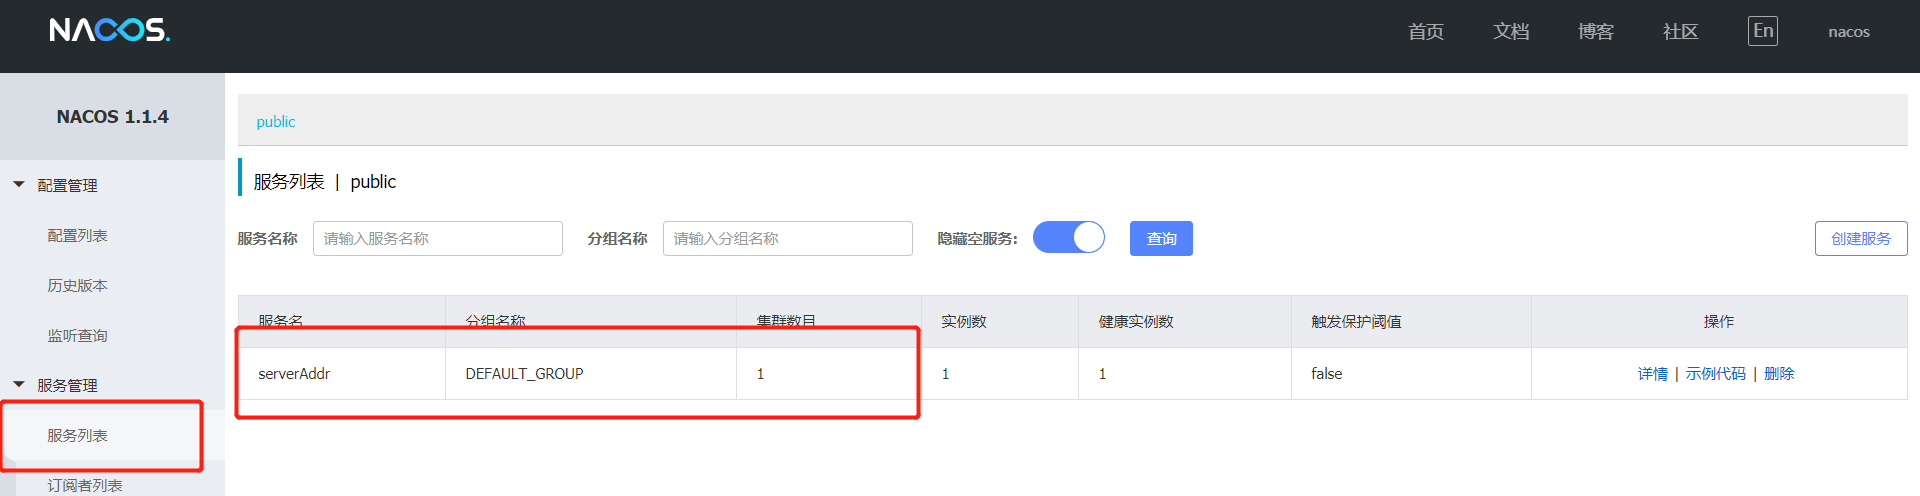 NACOS.
首页 文档 博客 社区 En nacos
NACOS 1.1.4
public
配置管理
服务列表 | public
配置列表
服务名称 请输入服务名称 分组名称 请输入分组名称 隐藏空服务: 查询 创建服务
历史版本
监听查询
服务名 分组名称 集群数目 实例数 健康实例数 触发保护阈值 操作
serverAddr DEFAULT_GROUP 1 1 1 false 详情 | 示例代码 | 删除
服务管理
服务列表
订阅者列表